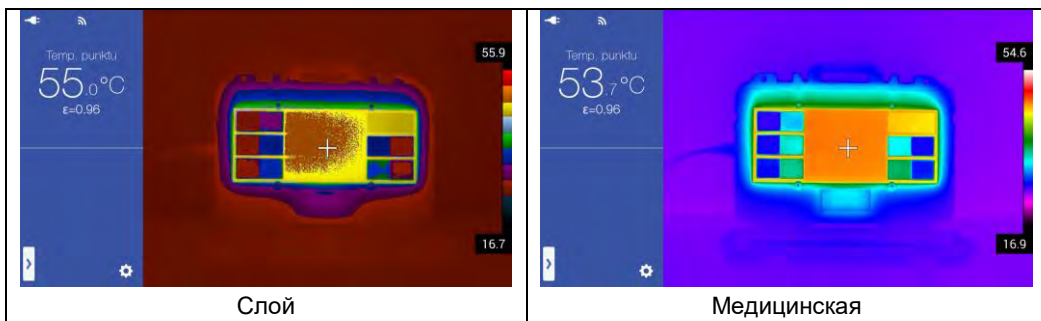 Temp. punktu
55.0°C
ε=0.96
55.9
16.7
Слой
Temp. punktu
53.7°C
ε=0.96
54.6
16.9
Медицинская